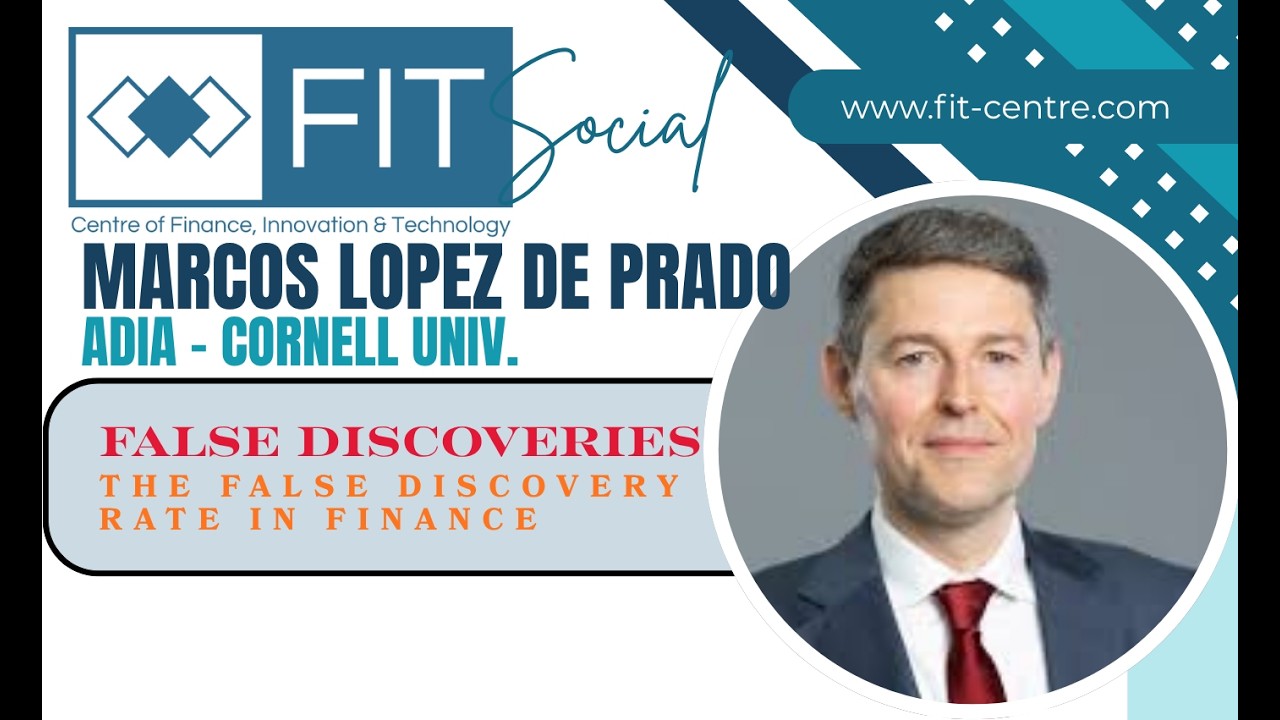 FIT Social
www.fit-centre.com
Centre of Finance, Innovation & Technology
MARCOS LOPEZ DE PRADO
ADIA - CORNELL UNIV.
FALSE DISCOVERIES
THE FALSE DISCOVERY
RATE IN FINANCE